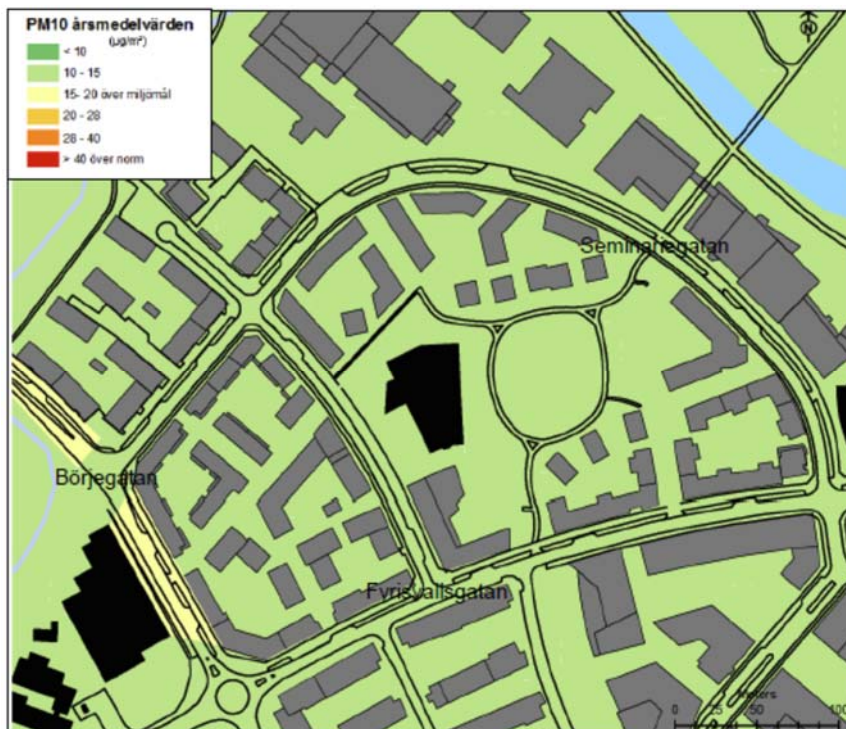 PM10 årsmedelvärden
(µg/m³)
< 10
10 - 15
15- 20 över miljömål
20 - 28
28 - 40
> 40 över norm
N
Seminariegatan
Börjegatan
Fyrisvallsgatan
Meters
0 25 50 100